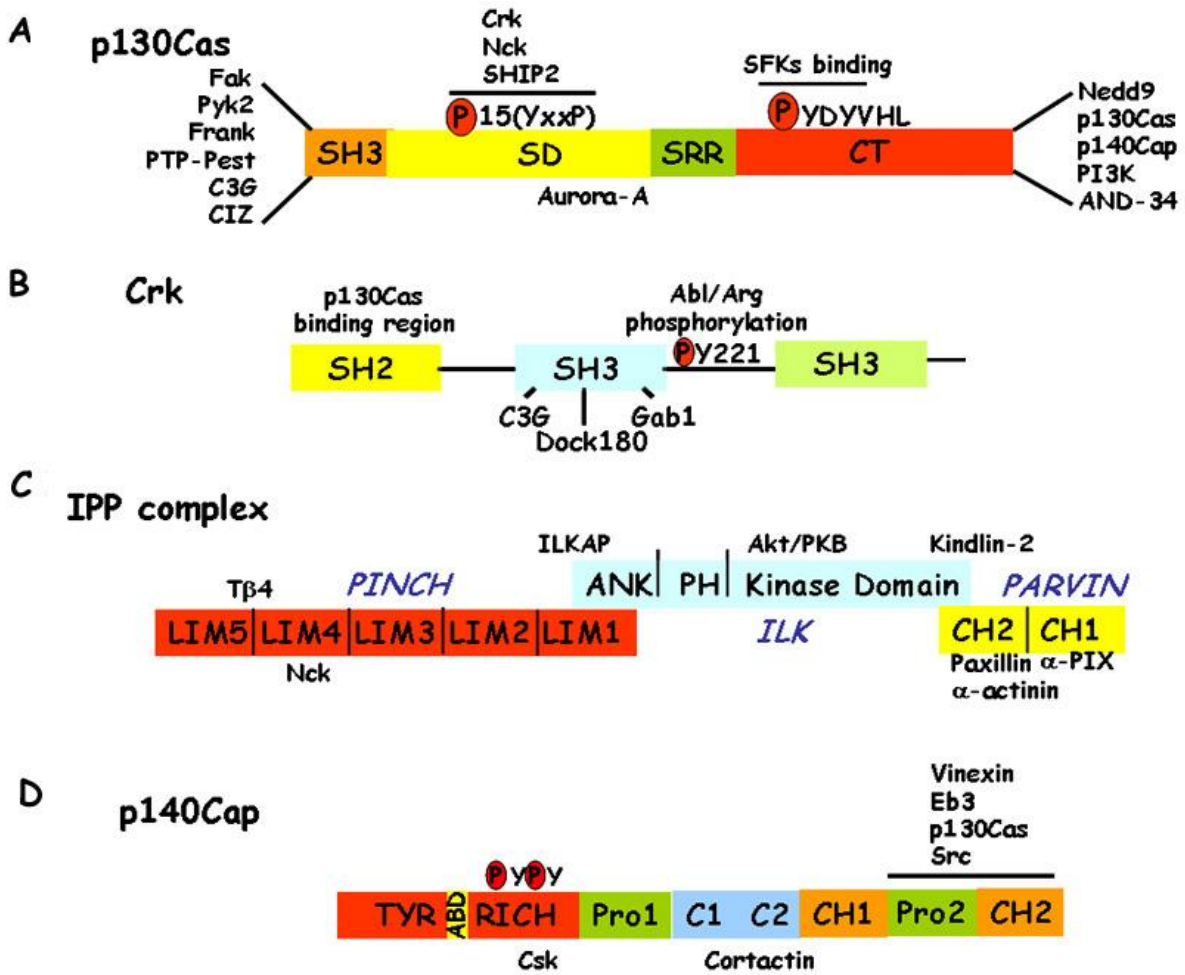 A
p130Cas
Fak
Pyk2
Frank
PTP-Pest
C3G
CIZ
Crk
Nck
SHIP2
P 15(YxxP)
SFKs binding
P YDYVHL
SH3 SD SRR CT
Aurora-A
Nedd9
p130Cas
p140Cap
PI3K
AND-34
B
Crk
p130Cas
binding region
Abl/Arg
phosphorylation
P Y221
SH2 SH3 SH3
C3G Gab1
Dock180
C
IPP complex
ILKAP Akt/PKB Kindlin-2
ANK PH Kinase Domain
Tβ4 PINCH PARVIN
LIM5 LIM4 LIM3 LIM2 LIM1 ILK CH2 CH1
Nck
Paxillin α-PIX
α-actinin
D
p140Cap
Vinexin
Eb3
p130Cas
Src
P Y P Y
TYR ABD RICH Pro1 C1 C2 CH1 Pro2 CH2
Csk Cortactin